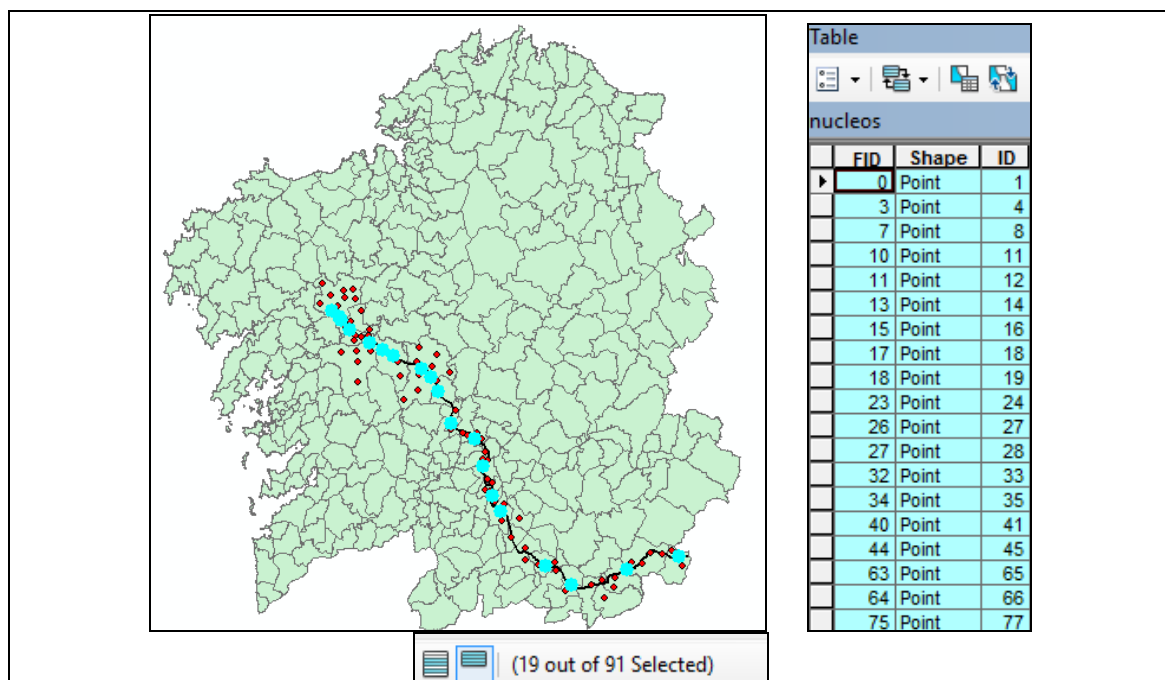 Table
nucleos
FID Shape ID
0 Point 1
3 Point 4
7 Point 8
10 Point 11
11 Point 12
13 Point 14
15 Point 16
17 Point 18
18 Point 19
23 Point 24
26 Point 27
27 Point 28
32 Point 33
34 Point 35
40 Point 41
44 Point 45
63 Point 65
64 Point 66
75 Point 77
(19 out of 91 Selected)